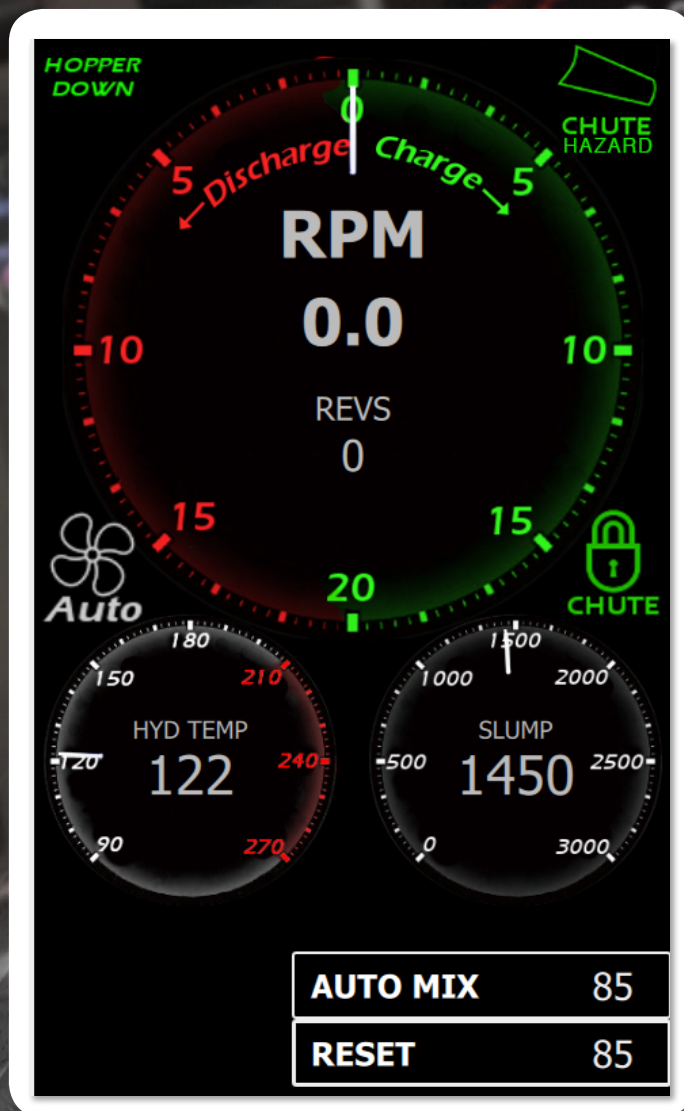 HOPPER
DOWN
CHUTE
HAZARD
0
Discharge
Charge
5
5
RPM
0.0
10
10
REVS
0
15
15
20
Auto
CHUTE
180
150
210
HYD TEMP
120
122
240
90
270
1500
1000
2000
SLUMP
500
1450
2500
0
3000
AUTO MIX 85
RESET 85